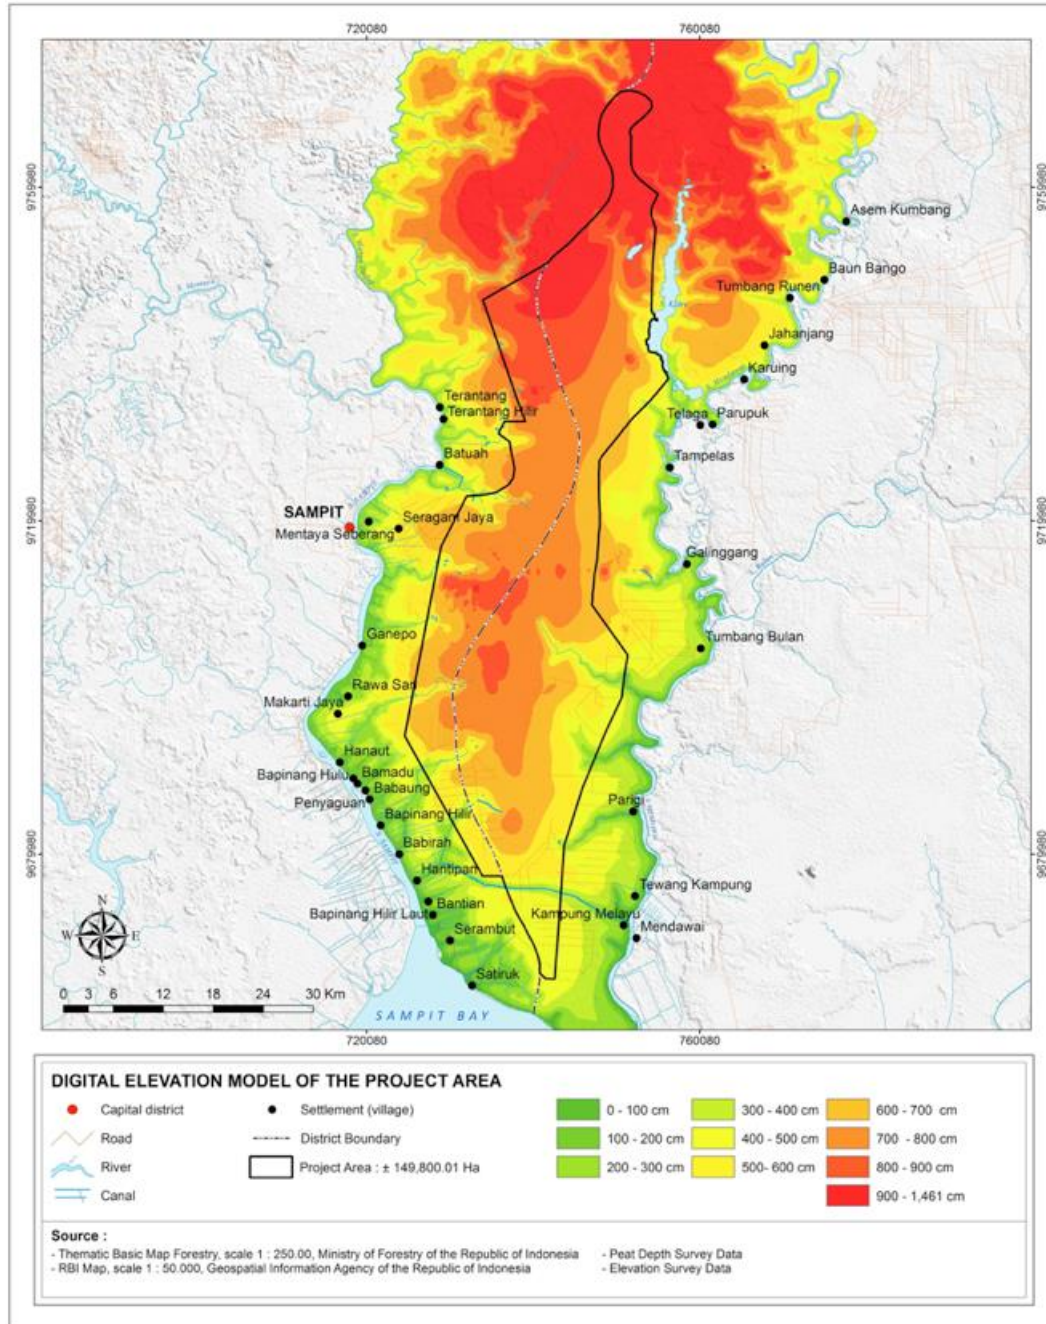 720080
760080
9759980
9759980
Asem Kumbang
Baun Bango
Tumbang Runen
Jahanjang
Karuing
Terantang
Terantang Hilir
Telaga
Parupuk
Batuah
Tampelas
SAMPIT
Seragam Jaya
Mentaya Seberang
9719980
9719980
Galinggang
Ganepo
Tumbang Bulan
Rawa Sari
Makarti Jaya
Hanaut
Bapinang Hulu
Bamadu
Babaung
Penyaguan
Parigi
Bapinang Hilir
Babirah
9679980
9679980
Hantipan
Tewang Kampung
Bantian
Bapinang Hilir Laut
Kampung Melayu
Serambut
Mendawai
N
W
E
S
Satiruk
0 3 6 12 18 24 30 Km
SAMPIT BAY
720080
760080
DIGITAL ELEVATION MODEL OF THE PROJECT AREA
Capital district
Settlement (village)
0 - 100 cm
300 - 400 cm
600 - 700 cm
Road
District Boundary
100 - 200 cm
400 - 500 cm
700 - 800 cm
River
Project Area : ± 149,800.01 Ha
200 - 300 cm
500- 600 cm
800 - 900 cm
Canal
900 - 1,461 cm
Source :
- Thematic Basic Map Forestry, scale 1 : 250.00, Ministry of Forestry of the Republic of Indonesia
- Peat Depth Survey Data
- RBI Map, scale 1 : 50.000, Geospatial Information Agency of the Republic of Indonesia
- Elevation Survey Data